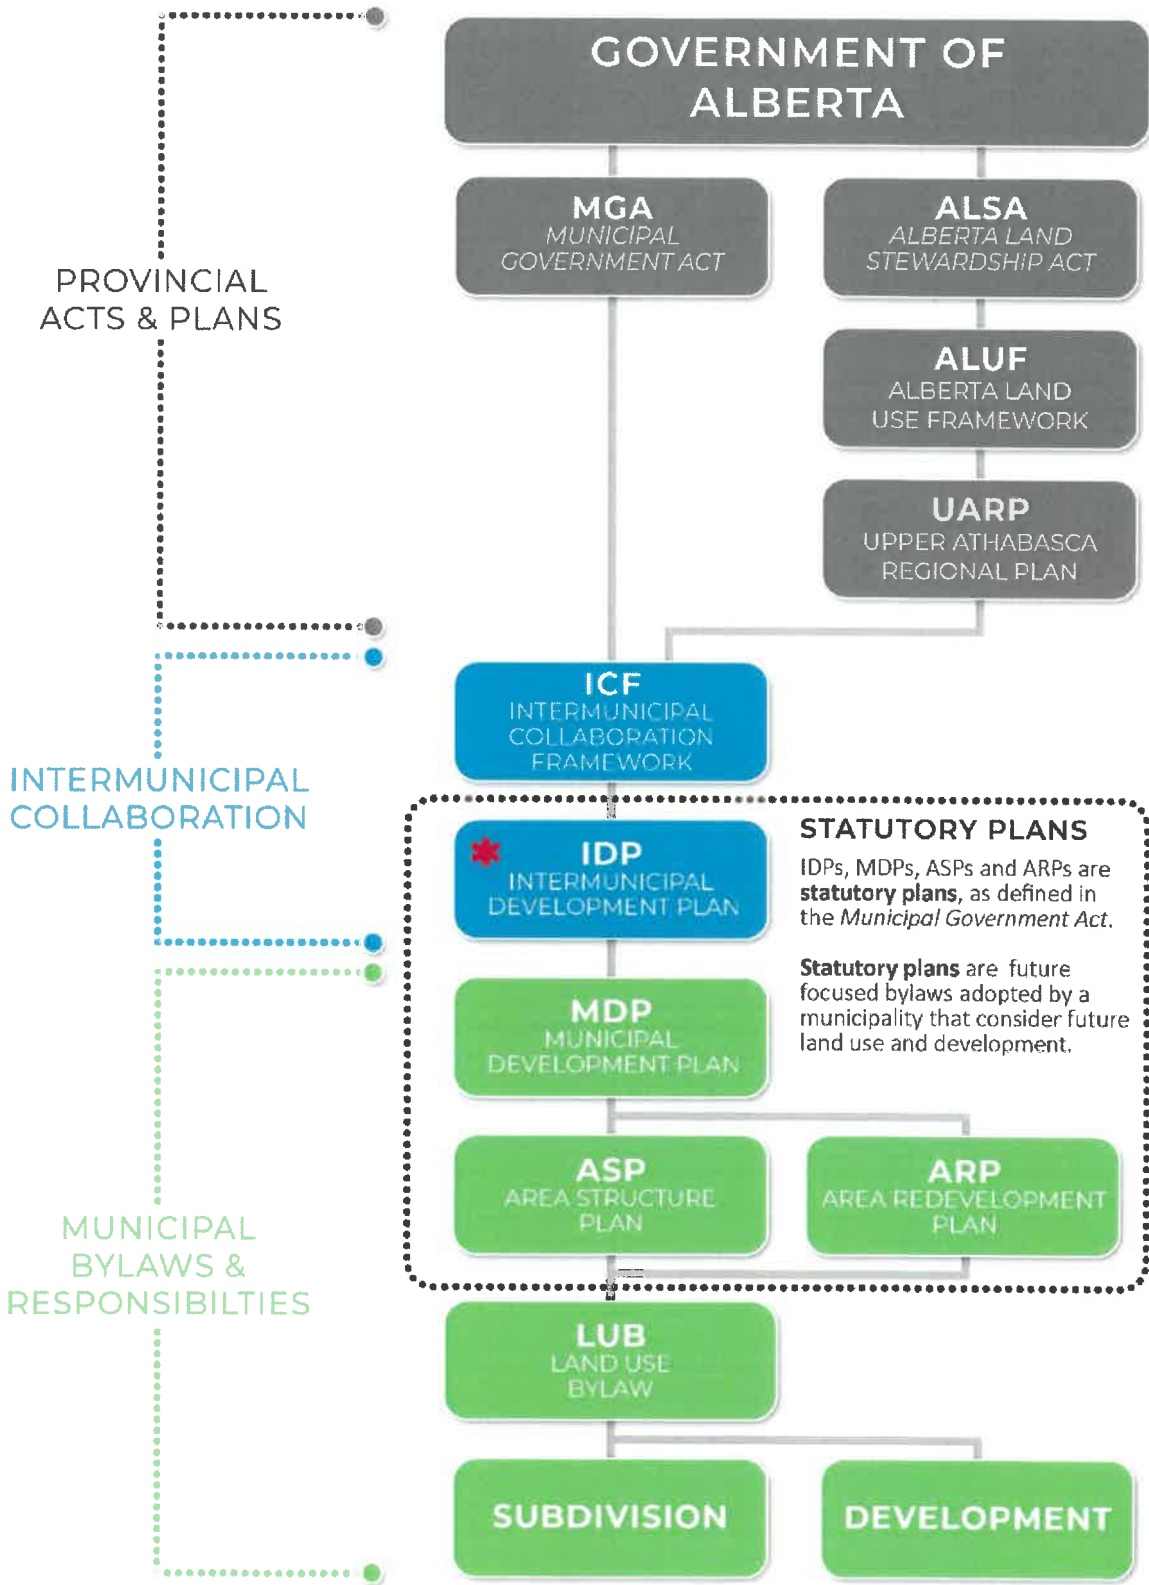 GOVERNMENT OF
ALBERTA
MGA
MUNICIPAL
GOVERNMENT ACT
ALSA
ALBERTA LAND
STEWARDSHIP ACT
PROVINCIAL
ACTS & PLANS
ALUF
ALBERTA LAND
USE FRAMEWORK
UARP
UPPER ATHABASCA
REGIONAL PLAN
ICF
INTERMUNICIPAL
COLLABORATION
FRAMEWORK
INTERMUNICIPAL
COLLABORATION
IDP
INTERMUNICIPAL
DEVELOPMENT PLAN
STATUTORY PLANS
IDPs, MDPs, ASPs and ARPs are
statutory plans, as defined in
the Municipal Government Act.
Statutory plans are future
focused bylaws adopted by a
municipality that consider future
land use and development.
MDP
MUNICIPAL
DEVELOPMENT PLAN
ASP
AREA STRUCTURE
PLAN
ARP
AREA REDEVELOPMENT
PLAN
MUNICIPAL
BYLAWS &
RESPONSIBILTIES
LUB
LAND USE
BYLAW
SUBDIVISION
DEVELOPMENT